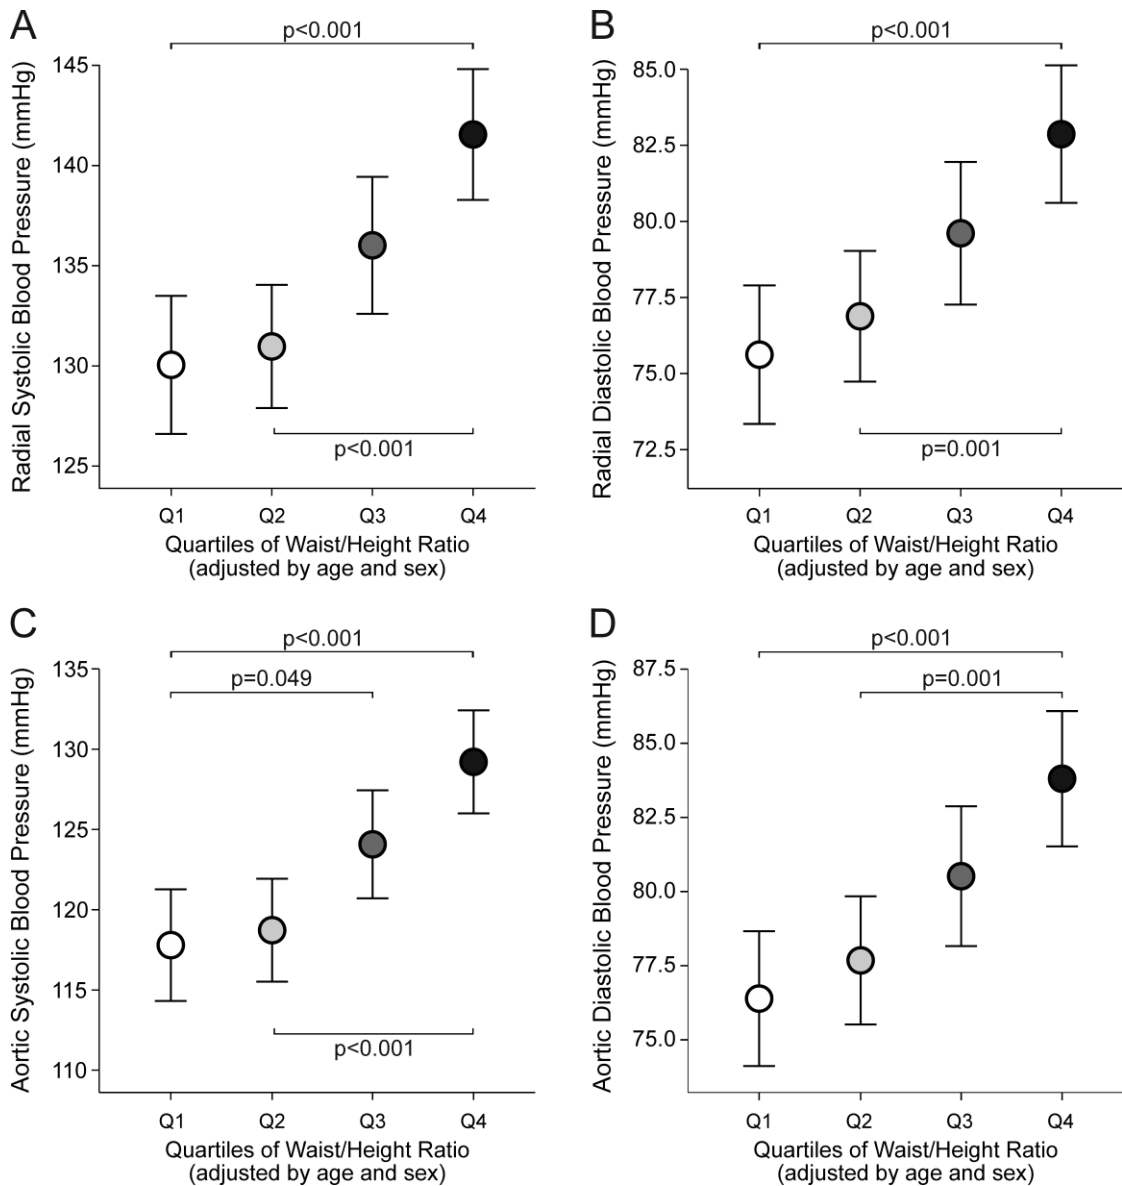 A
p<0.001
Radial Systolic Blood Pressure (mmHg)
145
140
135
130
125
p<0.001
Q1 Q2 Q3 Q4
Quartiles of Waist/Height Ratio
(adjusted by age and sex)
B
p<0.001
Radial Diastolic Blood Pressure (mmHg)
85.0
82.5
80.0
77.5
75.0
72.5
p=0.001
Q1 Q2 Q3 Q4
Quartiles of Waist/Height Ratio
(adjusted by age and sex)
C
p<0.001
p=0.049
Aortic Systolic Blood Pressure (mmHg)
135
130
125
120
115
110
p<0.001
Q1 Q2 Q3 Q4
Quartiles of Waist/Height Ratio
(adjusted by age and sex)
D
p<0.001
p=0.001
Aortic Diastolic Blood Pressure (mmHg)
87.5
85.0
82.5
80.0
77.5
75.0
Q1 Q2 Q3 Q4
Quartiles of Waist/Height Ratio
(adjusted by age and sex)